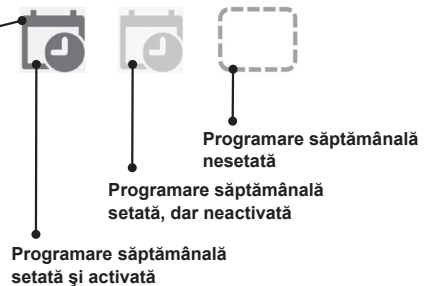 Programare săptămânală
nesetată
Programare săptămânală
setată, dar neactivată
Programare săptămânală
setată şi activată